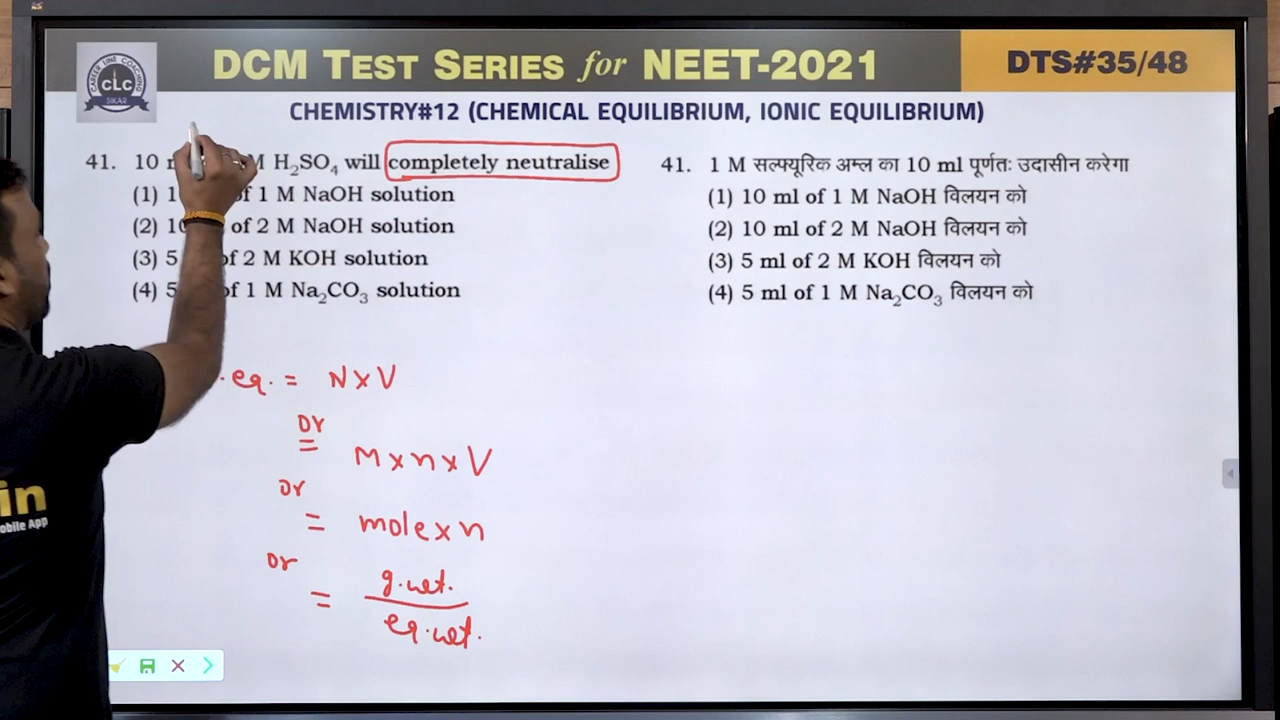 DCM TEST SERIES for NEET-2021
DTS#35/48
CAREER LINE COACHING
CLC
SIKAR
CHEMISTRY#12 (CHEMICAL EQUILIBRIUM, IONIC EQUILIBRIUM)
41. 10 M H₂SO₄ will completely neutralise
(1) of 1 M NaOH solution
(2) of 2 M NaOH solution
(3) 5 of 2 M KOH solution
(4) 5 of 1 M Na₂CO₃ solution
41. 1 M सल्फ्यूरिक अम्ल का 10 ml पूर्णतः उदासीन करेगा
(1) 10 ml of 1 M NaOH विलयन को
(2) 10 ml of 2 M NaOH विलयन को
(3) 5 ml of 2 M KOH विलयन को
(4) 5 ml of 1 M Na₂CO₃ विलयन को
. eq. = N x V
or
= M x n x V
or
= mole x n
or
= g.wt.
eq.wt.
in
obile App